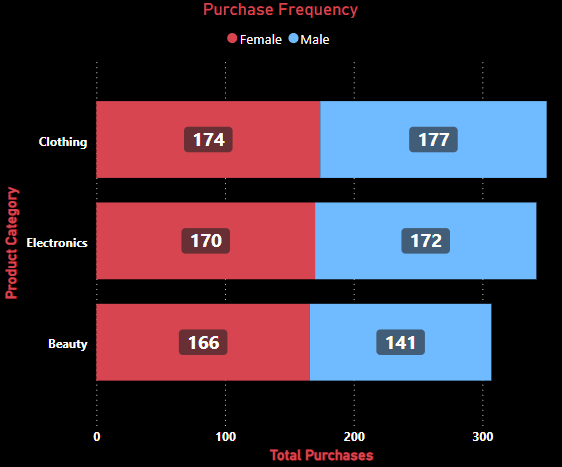 Purchase Frequency
Female Male
Product Category
Clothing 174 177
Electronics 170 172
Beauty 166 141
0 100 200 300
Total Purchases